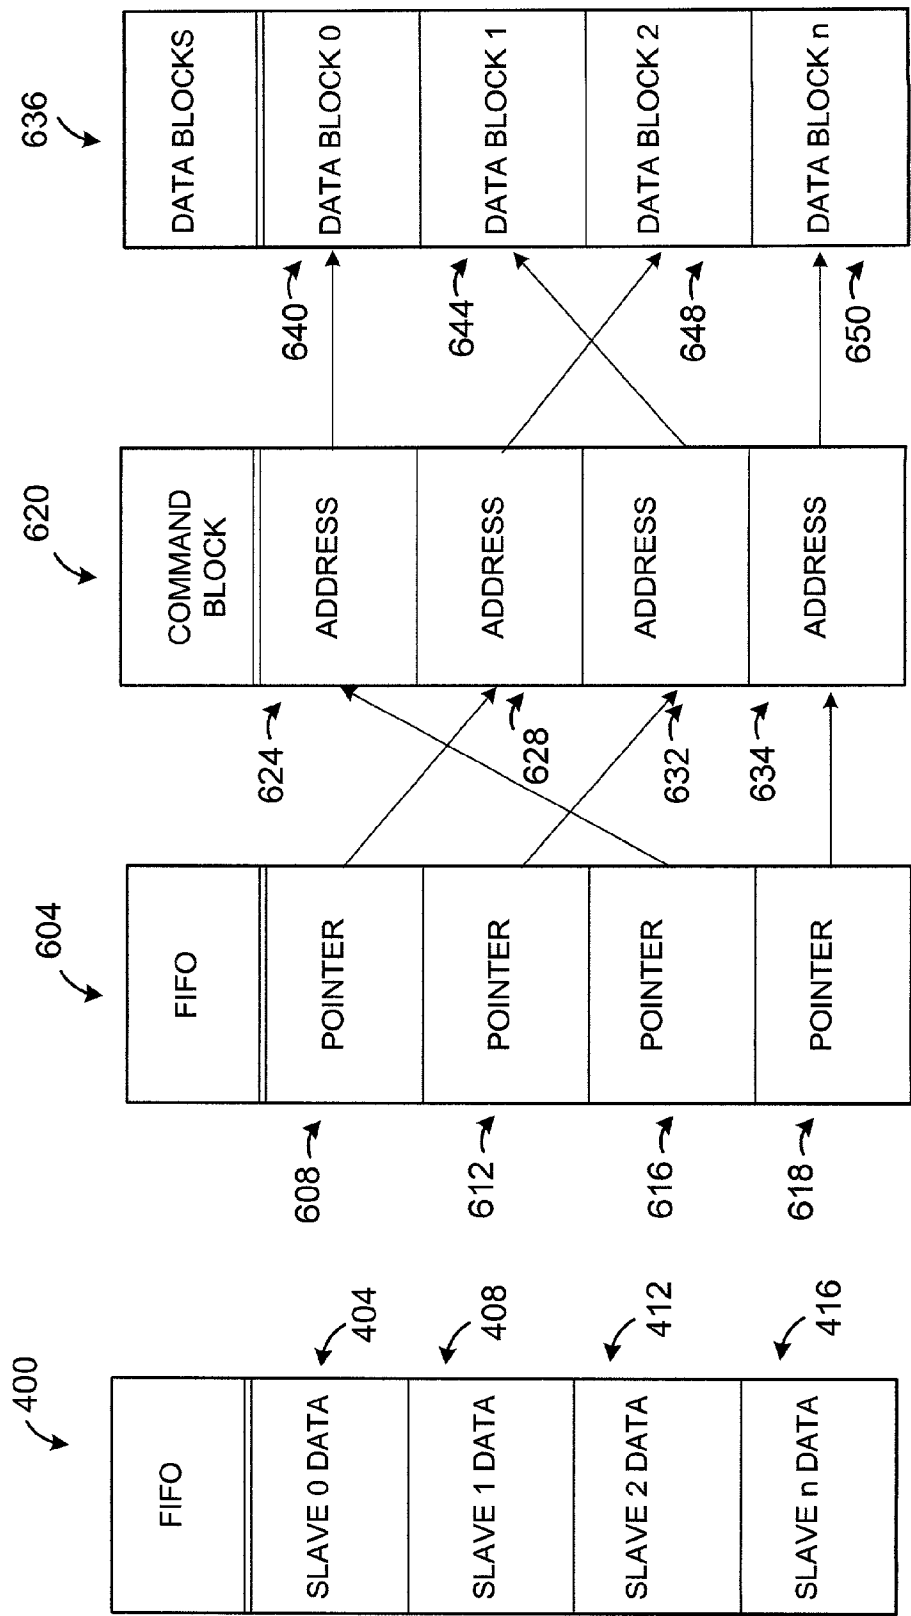 400
FIFO
SLAVE 0 DATA
404
SLAVE 1 DATA
408
SLAVE 2 DATA
412
SLAVE n DATA
416
604
FIFO
608
POINTER
612
POINTER
616
POINTER
618
POINTER
620
COMMAND
BLOCK
624
ADDRESS
628
ADDRESS
632
ADDRESS
634
ADDRESS
636
DATA BLOCKS
640
DATA BLOCK 0
644
DATA BLOCK 1
648
DATA BLOCK 2
650
DATA BLOCK n